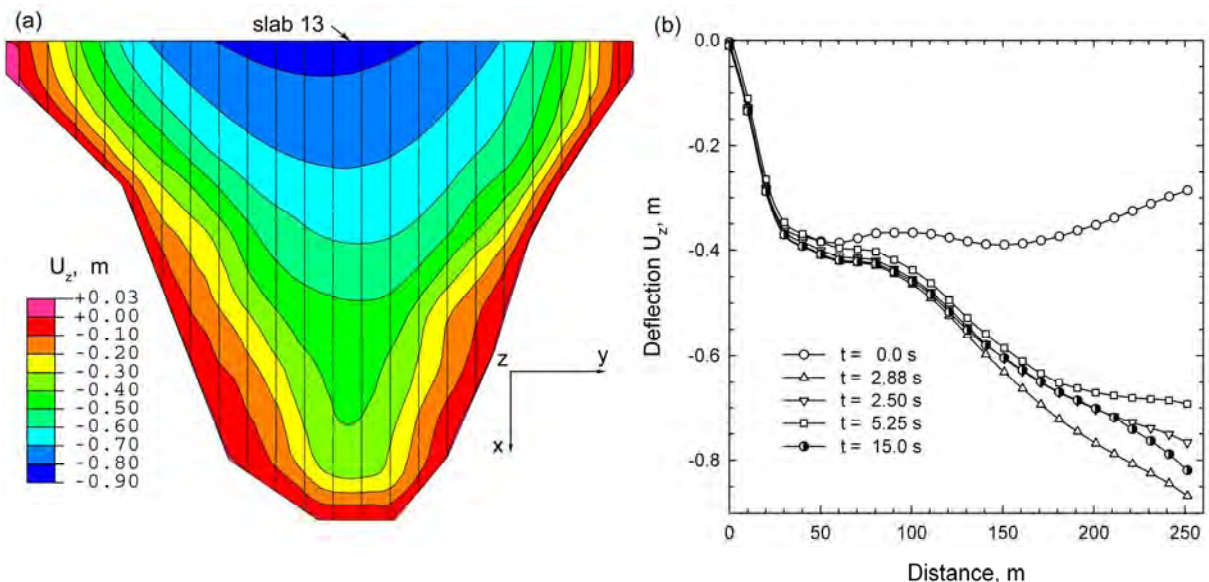 (a)
slab 13
U_z, m
+0.03
+0.00
-0.10
-0.20
-0.30
-0.40
-0.50
-0.60
-0.70
-0.80
-0.90
z
y
x
(b)
Deflection U_z, m
0.0
-0.2
-0.4
-0.6
-0.8
t = 0.0 s
t = 2.88 s
t = 2.50 s
t = 5.25 s
t = 15.0 s
0
50
100
150
200
250
Distance, m